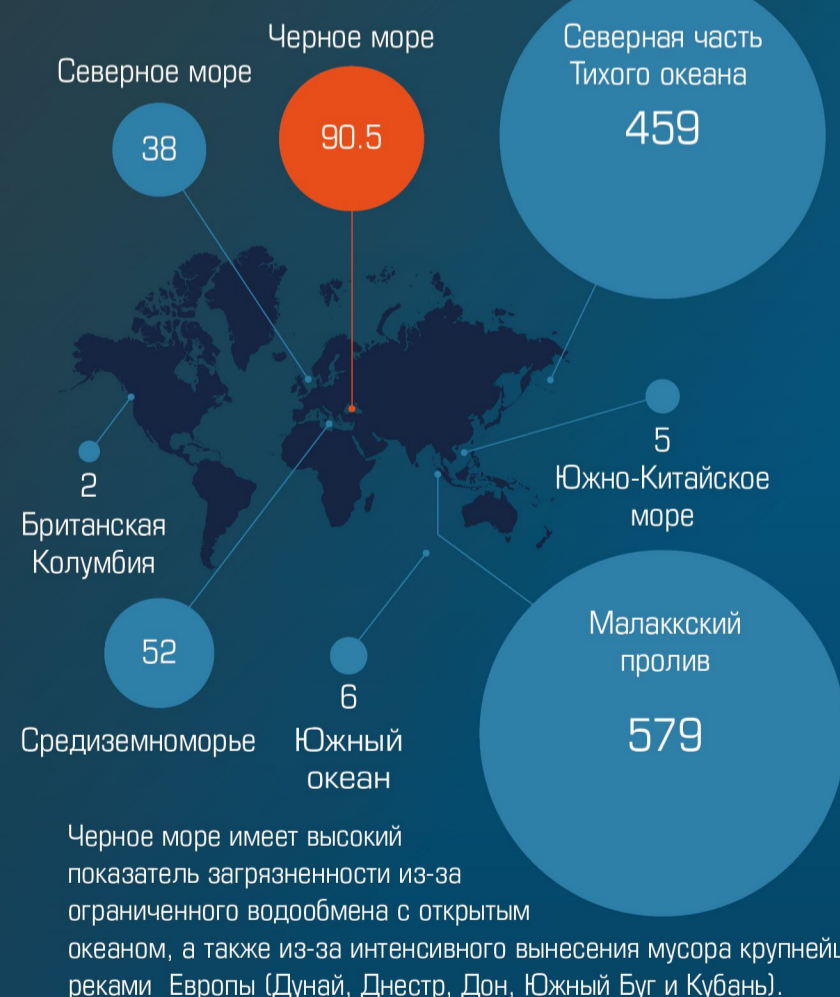 Черное море
90.5
Северная часть
Тихого океана
459
Северное море
38
2
Британская
Колумбия
5
Южно-Китайское
море
52
Средиземноморье
6
Южный
океан
Малаккский
пролив
579
Черное море имеет высокий
показатель загрязненности из-за
ограниченного водообмена с открытым
океаном, а также из-за интенсивного вынесения мусора
реками Европы (Дунай, Днестр, Дон, Южный Буг и Кубань).